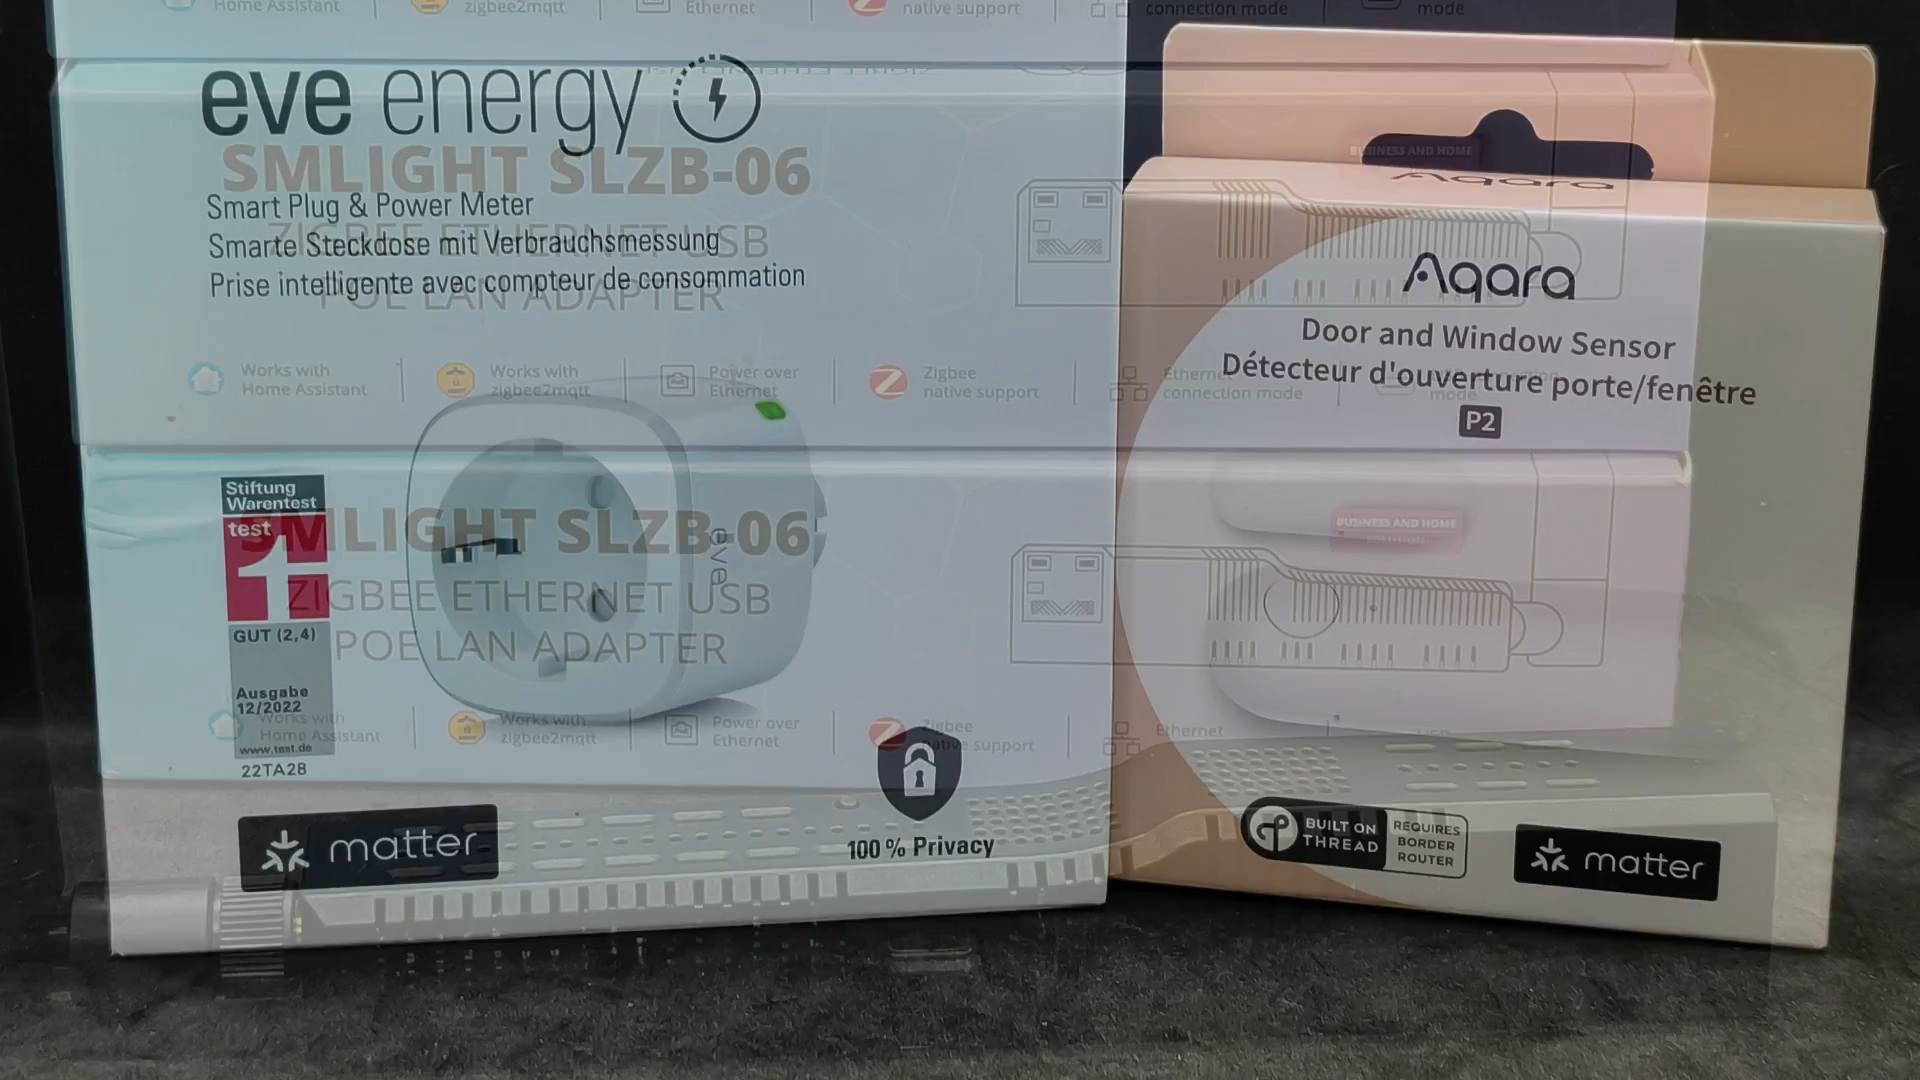 Home Assistant
zigbee2mqtt
Ethernet
native support
connection mode
mode
eve energy
Smart Plug & Power Meter
Smarte Steckdose mit Verbrauchsmessung
Prise intelligente avec compteur de consommation
SMLIGHT SLZB-06
ZIGBEE ETHERNET USB
POE LAN ADAPTER
BUSINESS AND HOME
Works with
Home Assistant
Works with
zigbee2mqtt
Power over
Ethernet
Zigbee
native support
Ethernet
connection mode
mode
Aqara
Aqara
Door and Window Sensor
Détecteur d'ouverture porte/fenêtre
P2
Stiftung
Warentest
test
1
GUT (2,4)
Ausgabe
12/2022
www.test.de
22TA28
eve
SMLIGHT SLZB-06
ZIGBEE ETHERNET USB
POE LAN ADAPTER
BUSINESS AND HOME
Works with
Home Assistant
Works with
zigbee2mqtt
Power over
Ethernet
Zigbee
native support
Ethernet
matter
100 % Privacy
BUILT ON
THREAD
REQUIRES
BORDER
ROUTER
matter